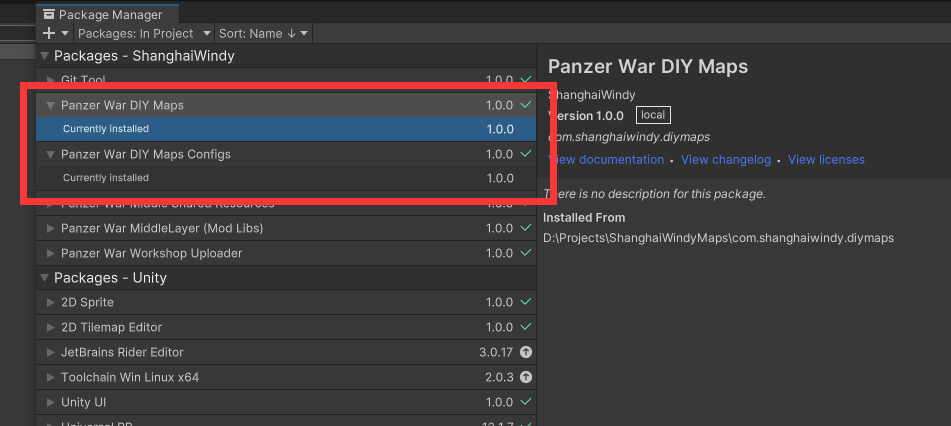 Package Manager
Packages: In Project
Sort: Name ↓
Packages - ShanghaiWindy
Git Tool 1.0.0
Panzer War DIY Maps 1.0.0
Currently installed 1.0.0
Panzer War DIY Maps Configs 1.0.0
Currently installed 1.0.0
Panzer War Middle Shared Resources
Panzer War MiddleLayer (Mod Libs) 1.0.0
Panzer War Workshop Uploader 1.0.0
Packages - Unity
2D Sprite 1.0.0
2D Tilemap Editor 1.0.0
JetBrains Rider Editor 3.0.17
Toolchain Win Linux x64 2.0.3
Unity UI 1.0.0
Panzer War DIY Maps
ShanghaiWindy
Version 1.0.0 local
com.shanghaiwindy.diymaps
View documentation • View changelog • View licenses
There is no description for this package.
Installed From
D:\Projects\ShanghaiWindyMaps\com.shanghaiwindy.diymaps